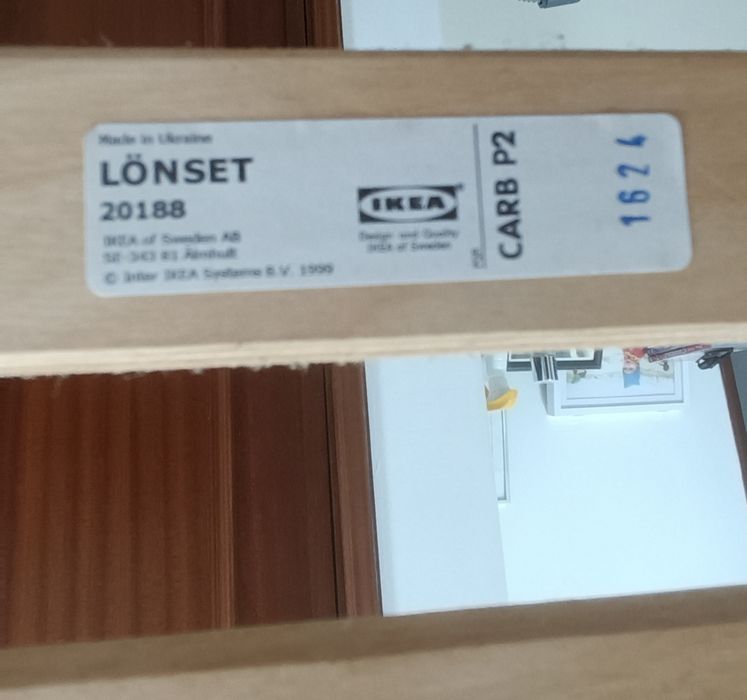 Made in Ukraine
LÖNSET
20188
IKEA of Sweden AB
SE-343 81 Älmhult
© Inter IKEA Systems B.V. 1999
IKEA
Design and Quality
IKEA of Sweden
CARB P2
1624